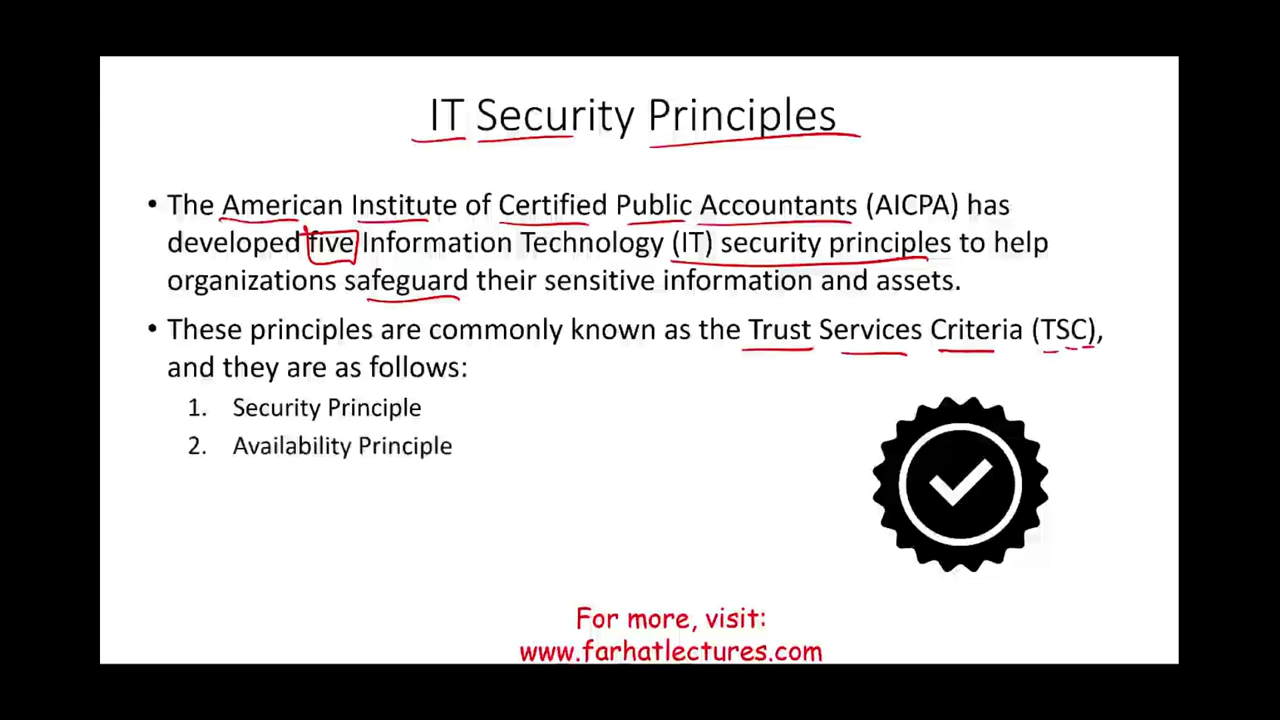 IT Security Principles
• The American Institute of Certified Public Accountants (AICPA) has
developed five Information Technology (IT) security principles to help
organizations safeguard their sensitive information and assets.
• These principles are commonly known as the Trust Services Criteria (TSC),
and they are as follows:
1. Security Principle
2. Availability Principle
For more, visit:
www.farhatlectures.com